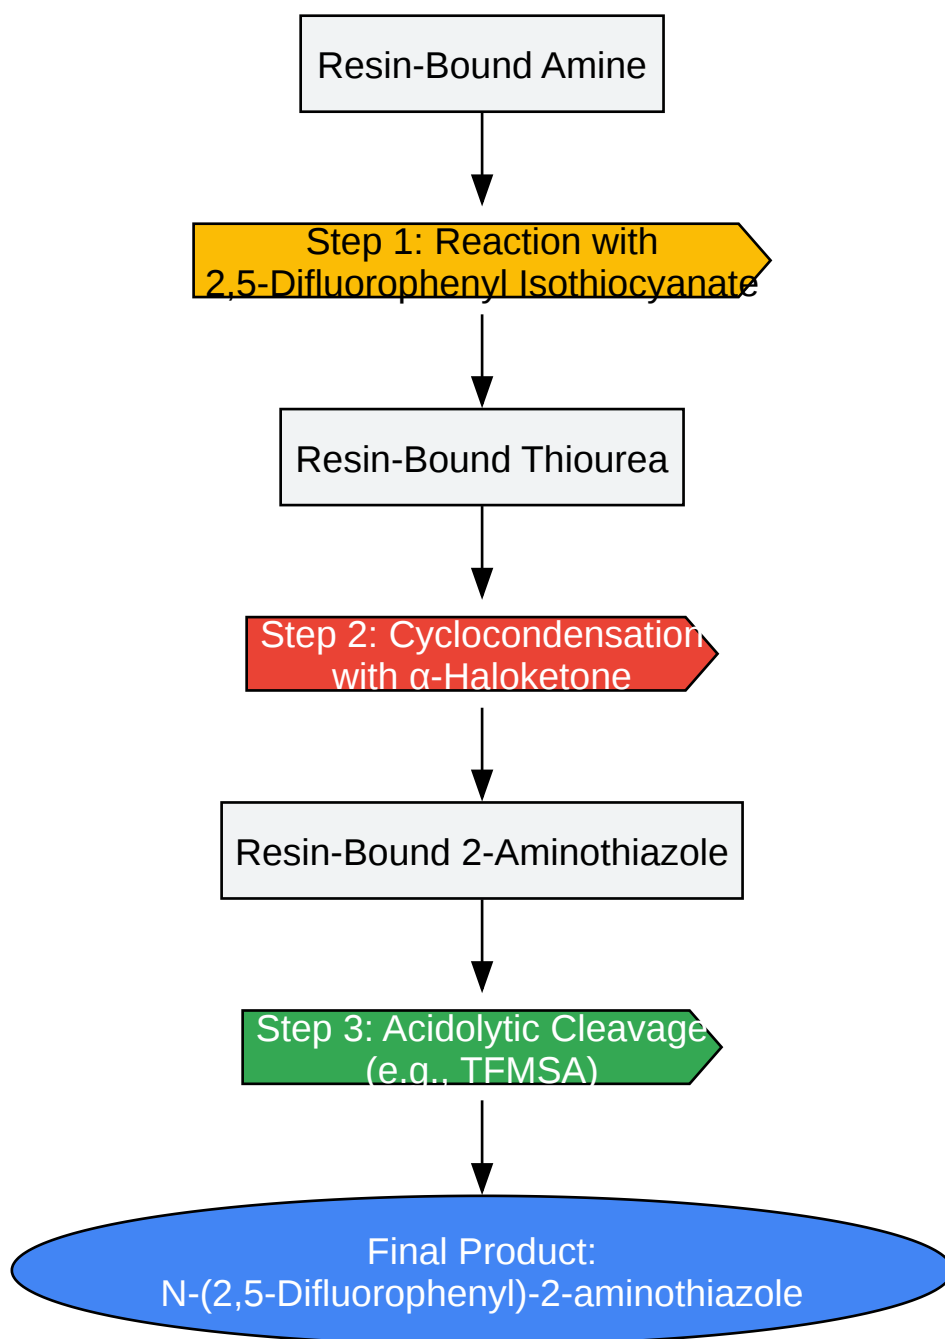 Resin-Bound Amine
Step 1: Reaction with
2,5-Difluorophenyl Isothiocyanate
Resin-Bound Thiourea
Step 2: Cyclocondensation
with α-Haloketone
Resin-Bound 2-Aminothiazole
Step 3: Acidolytic Cleavage
(e.g., TFMSA)
Final Product:
N-(2,5-Difluorophenyl)-2-aminothiazole